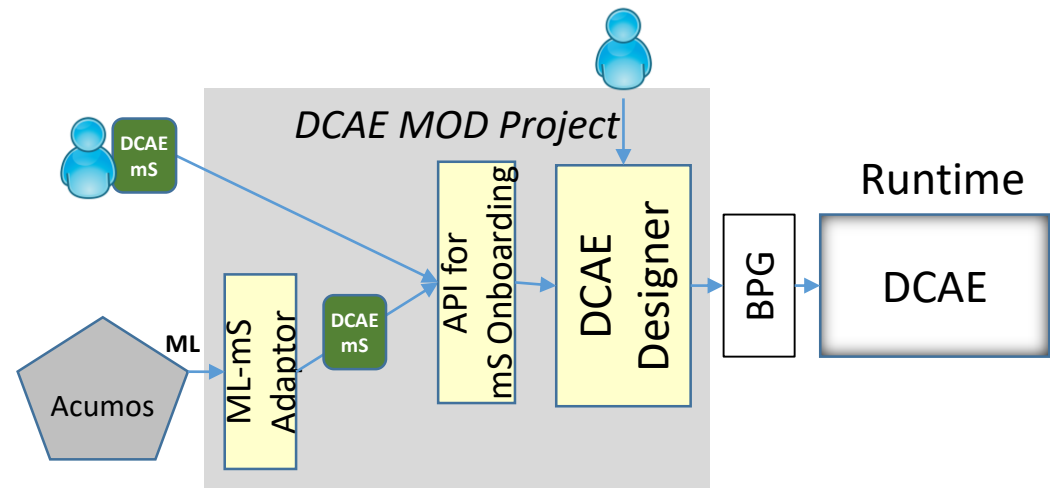 DCAE MOD Project
DCAE
mS
Runtime
API for
mS Onboarding
DCAE
Designer
BPG
DCAE
ML
Acumos
ML-mS
Adaptor
DCAE
mS